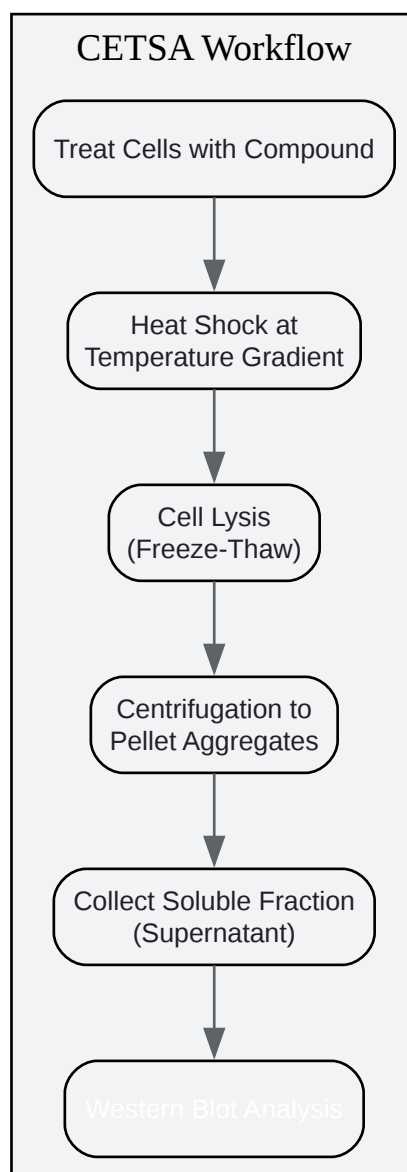 CETSA Workflow
Treat Cells with Compound
Heat Shock at
Temperature Gradient
Cell Lysis
(Freeze-Thaw)
Centrifugation to
Pellet Aggregates
Collect Soluble Fraction
(Supernatant)
Western Blot Analysis